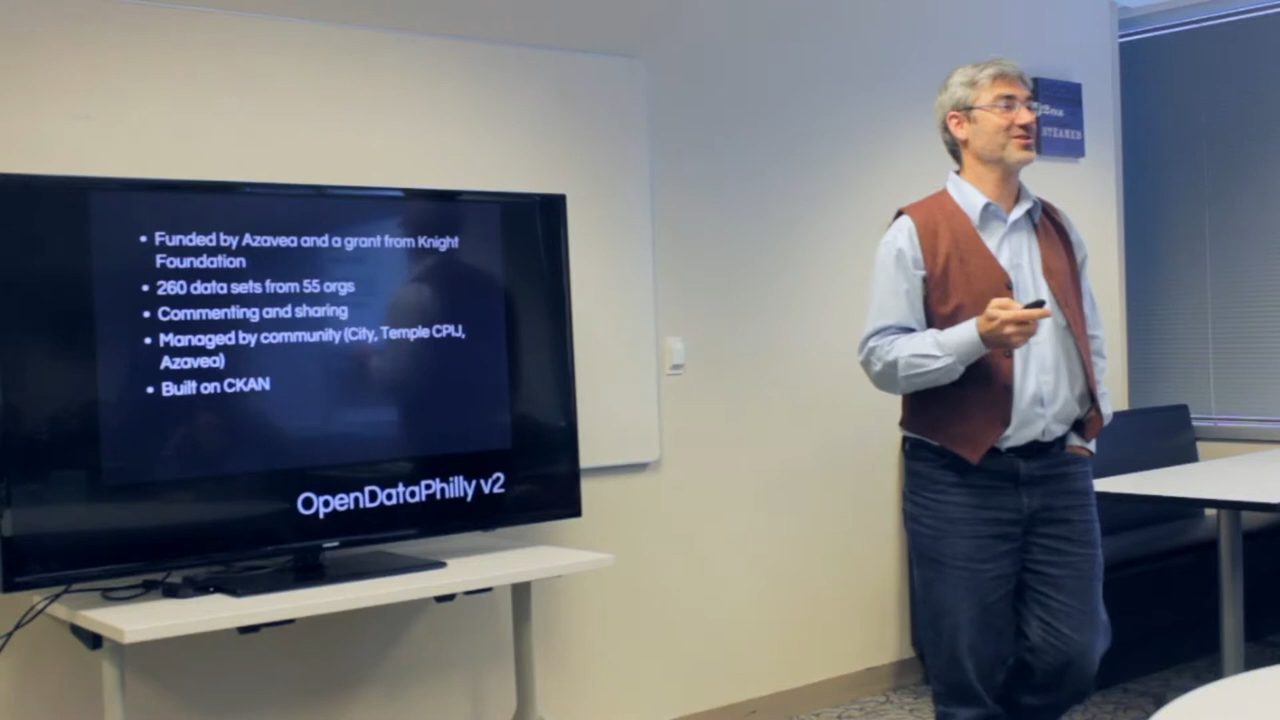 • Funded by Azavea and a grant from Knight
Foundation
• 260 data sets from 55 orgs
• Commenting and sharing
• Managed by community (City, Temple CPIJ,
Azavea)
• Built on CKAN
OpenDataPhilly v2
STEAMED